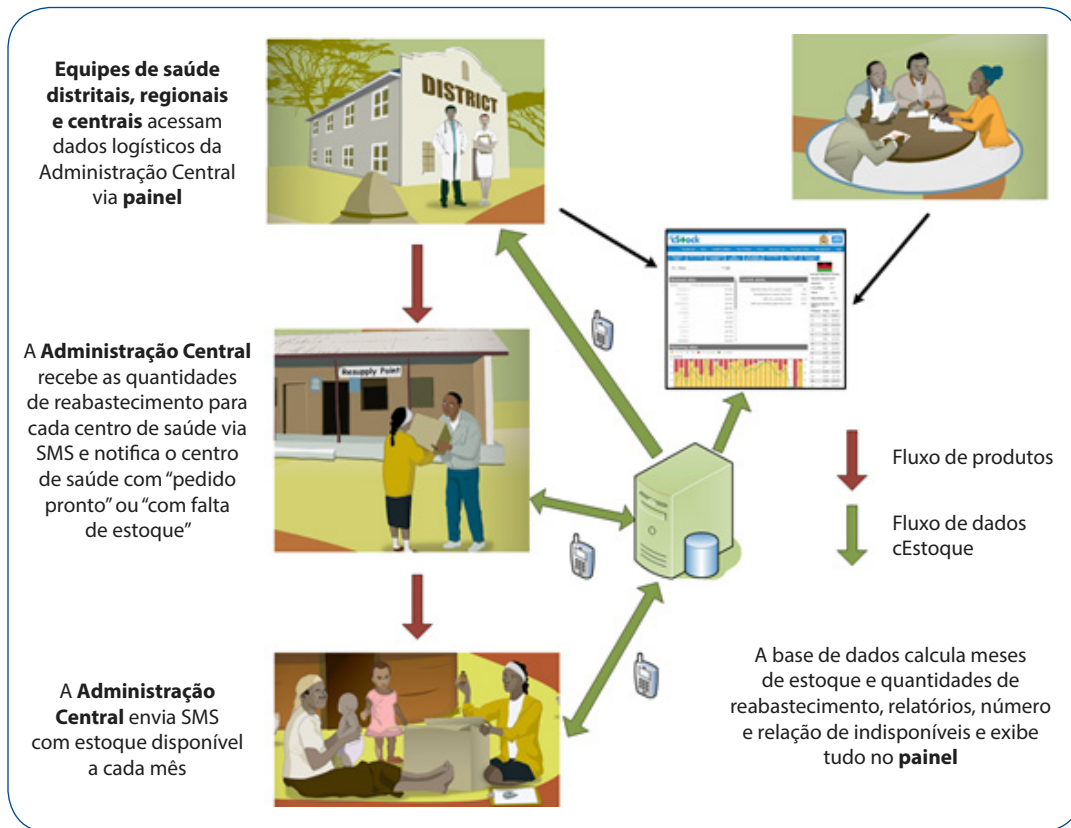 Equipes de saúde
distritais, regionais
e centrais acessam
dados logísticos da
Administração Central
via painel
DISTRICT
A Administração Central
recebe as quantidades
de reabastecimento para
cada centro de saúde via
SMS e notifica o centro
de saúde com “pedido
pronto” ou “com falta
de estoque”
Resupply Point
Fluxo de produtos
Fluxo de dados
cEstoque
A Administração
Central envia SMS
com estoque disponível
a cada mês
A base de dados calcula meses
de estoque e quantidades de
reabastecimento, relatórios, número
e relação de indisponíveis e exibe
tudo no painel